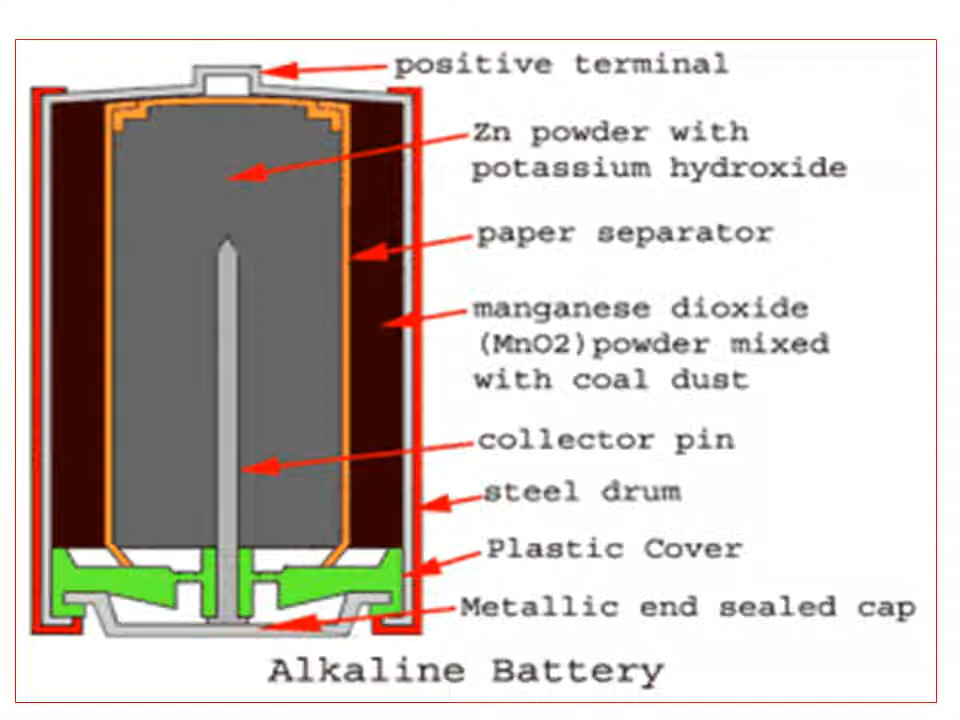 positive terminal
Zn powder with
potassium hydroxide
paper separator
manganese dioxide
(MnO2)powder mixed
with coal dust
collector pin
steel drum
Plastic Cover
Metallic end sealed cap
Alkaline Battery